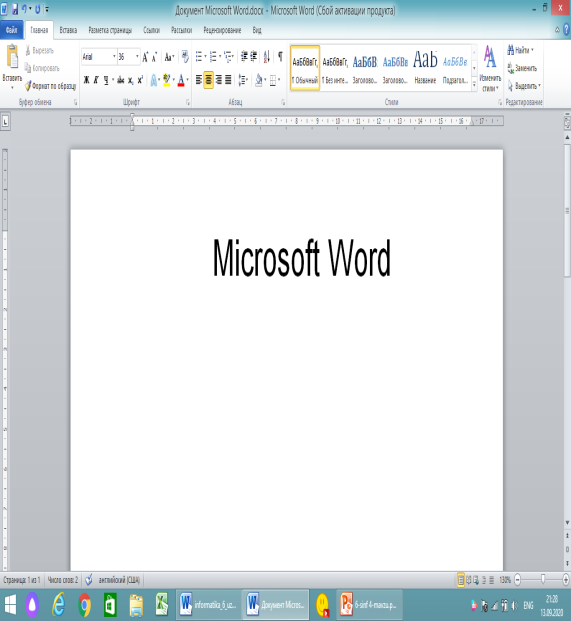 Документ Microsoft Word.docx - Microsoft Word (Сбой активации продукта)
Файл Главная Вставка Разметка страницы Ссылки Рассылки Рецензирование Вид
Вставить
Вырезать
Копировать
Формат по образцу
Буфер обмена
Arial 36
Ж К Ч abc x₂ x²
Шрифт
Абзац
АаБбВвГг, АаБбВвГг, АаБбВ АаБбВв Aab АаБбВв
¶ Обычный ¶ Без инте... Заголово... Заголово... Название Подзагол...
Изменить стили
Стили
Найти
Заменить
Выделить
Редактирование
Microsoft Word
Страница: 1 из 1 Число слов: 2 английский (США) 130%
informatika_6_uz... Документ Micros... 6-sinf 4-mavzu.p... ENG 21:28
13.09.2020